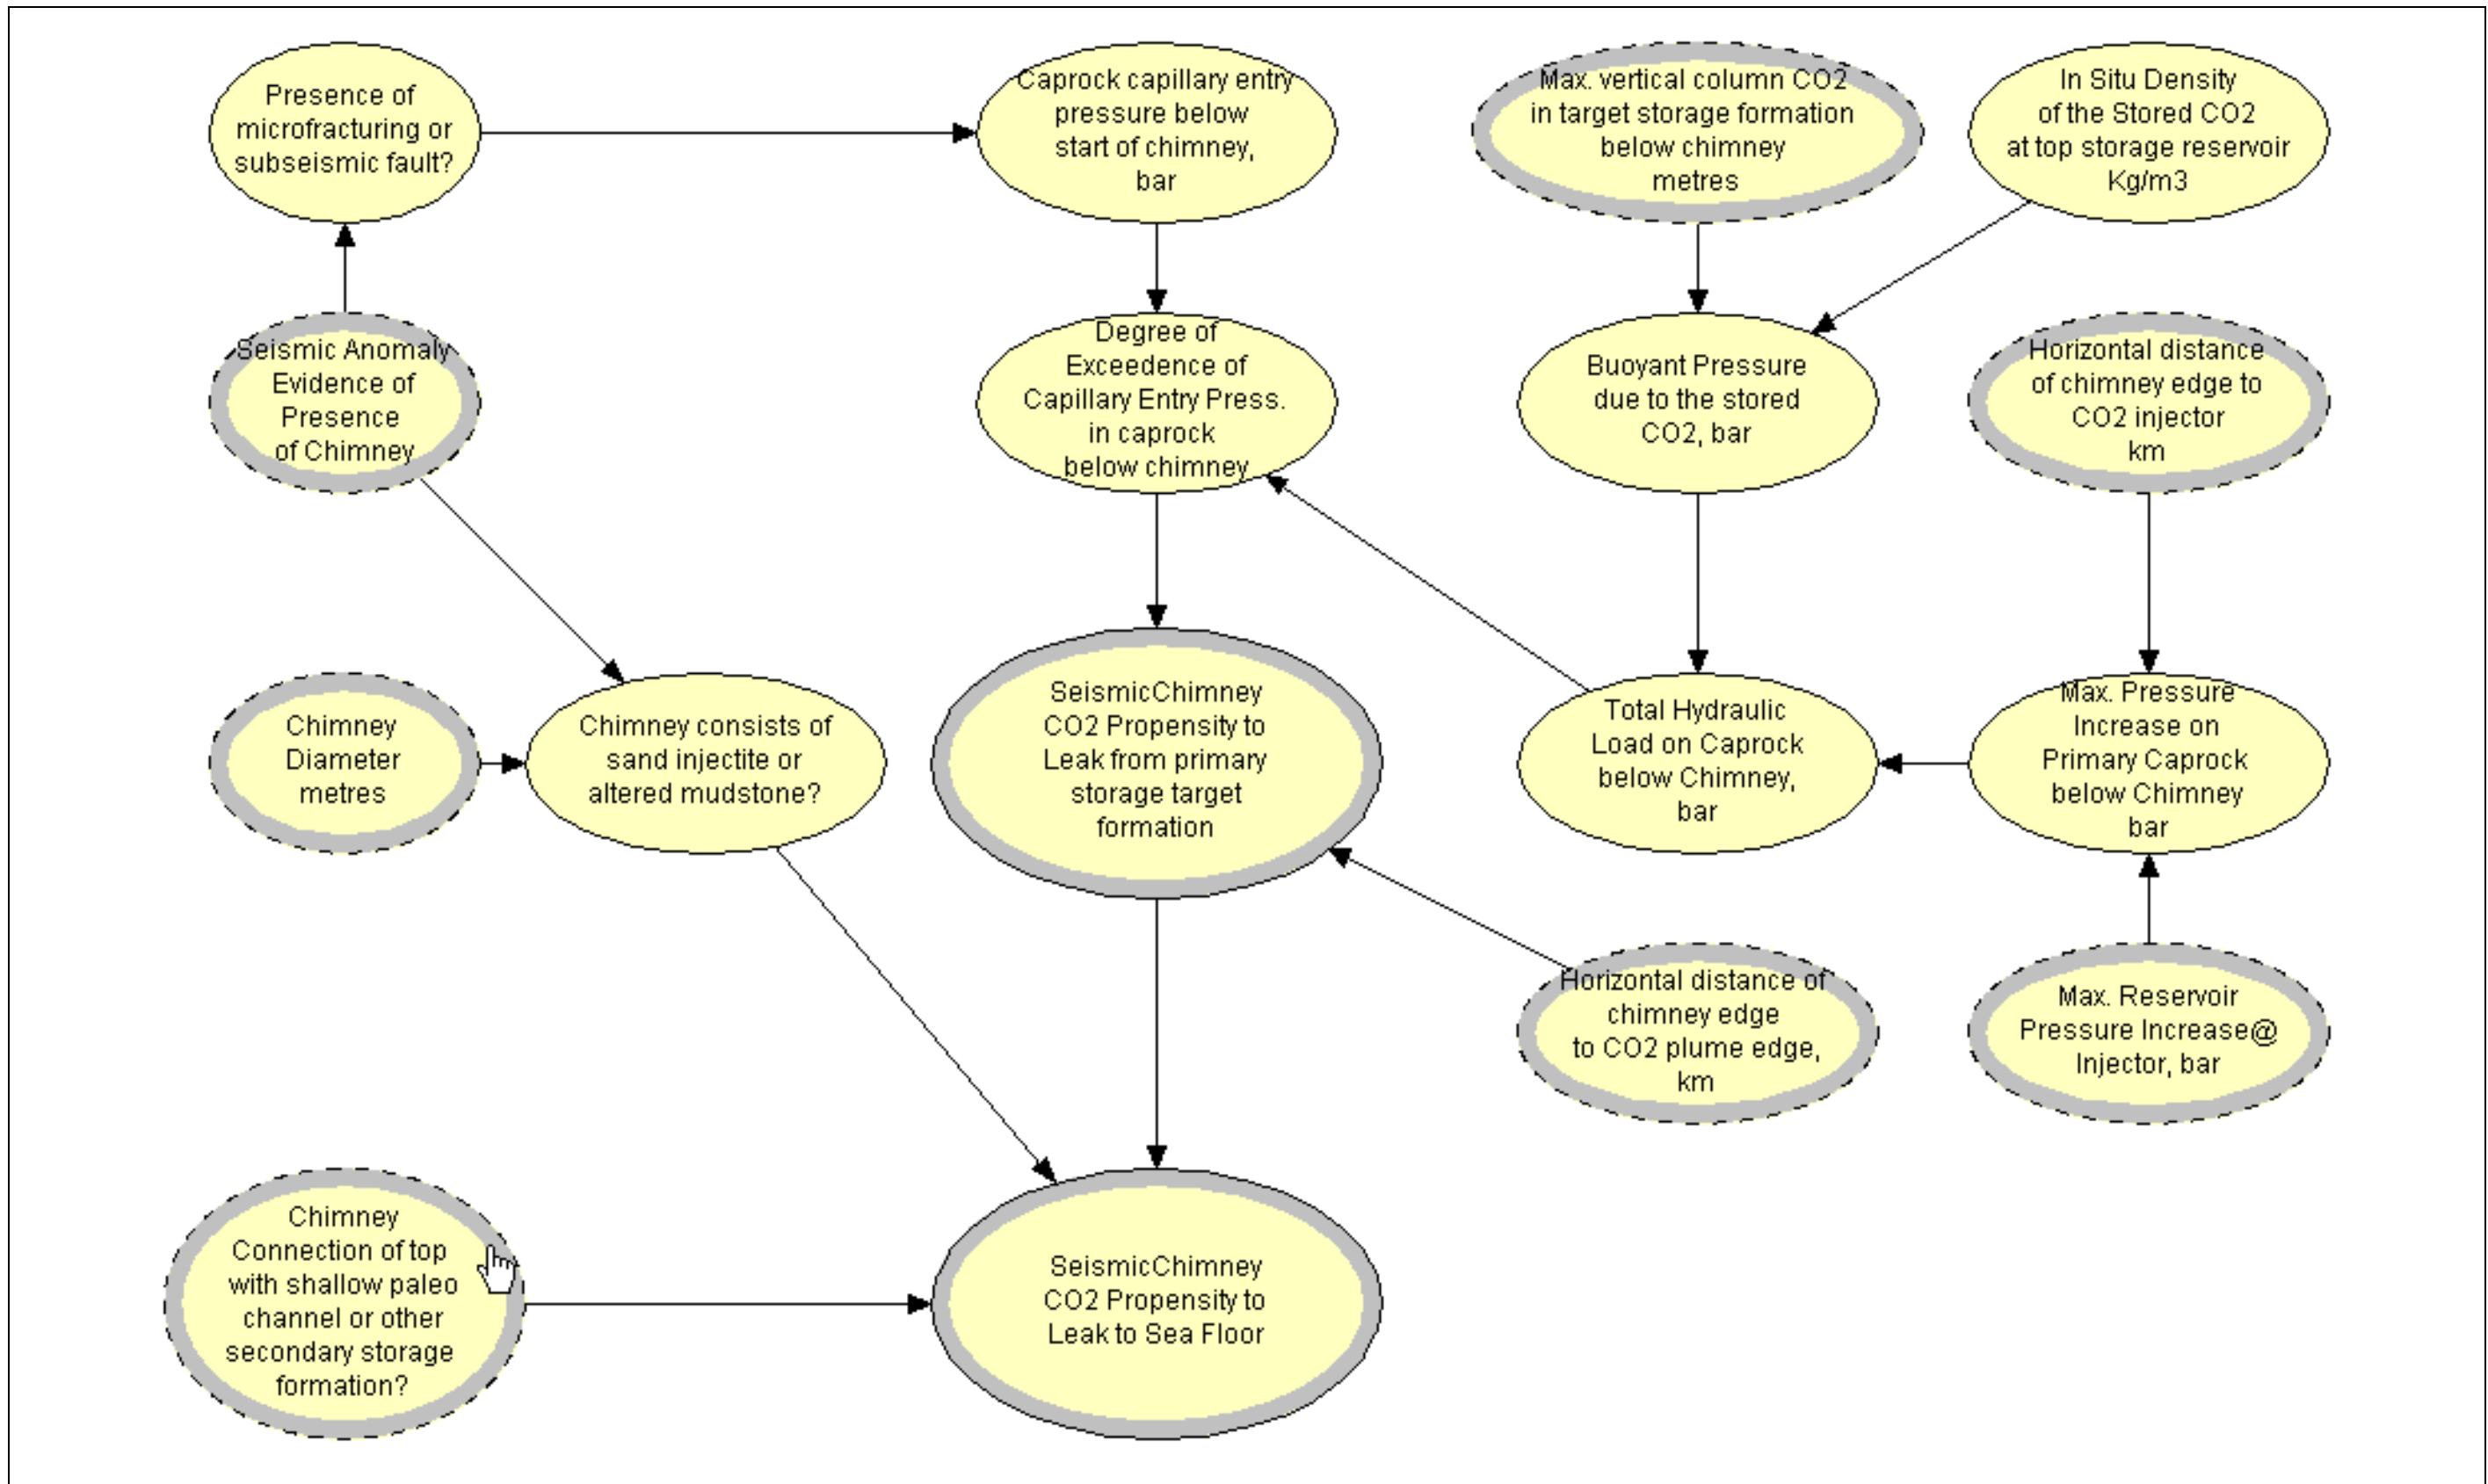 Presence of
microfracturing or
subseismic fault?
Caprock capillary entry
pressure below
start of chimney,
bar
Max. vertical column CO2
in target storage formation
below chimney
metres
In Situ Density
of the Stored CO2
at top storage reservoir
Kg/m3
Seismic Anomaly
Evidence of
Presence
of Chimney
Degree of
Exceedence of
Capillary Entry Press.
in caprock
below chimney
Buoyant Pressure
due to the stored
CO2, bar
Horizontal distance
of chimney edge to
CO2 injector
km
Chimney
Diameter
metres
Chimney consists of
sand injectite or
altered mudstone?
SeismicChimney
CO2 Propensity to
Leak from primary
storage target
formation
Total Hydraulic
Load on Caprock
below Chimney,
bar
Max. Pressure
Increase on
Primary Caprock
below Chimney
bar
Horizontal distance of
chimney edge
to CO2 plume edge,
km
Max. Reservoir
Pressure Increase@
Injector, bar
Chimney
Connection of top
with shallow paleo
channel or other
secondary storage
formation?
SeismicChimney
CO2 Propensity to
Leak to Sea Floor